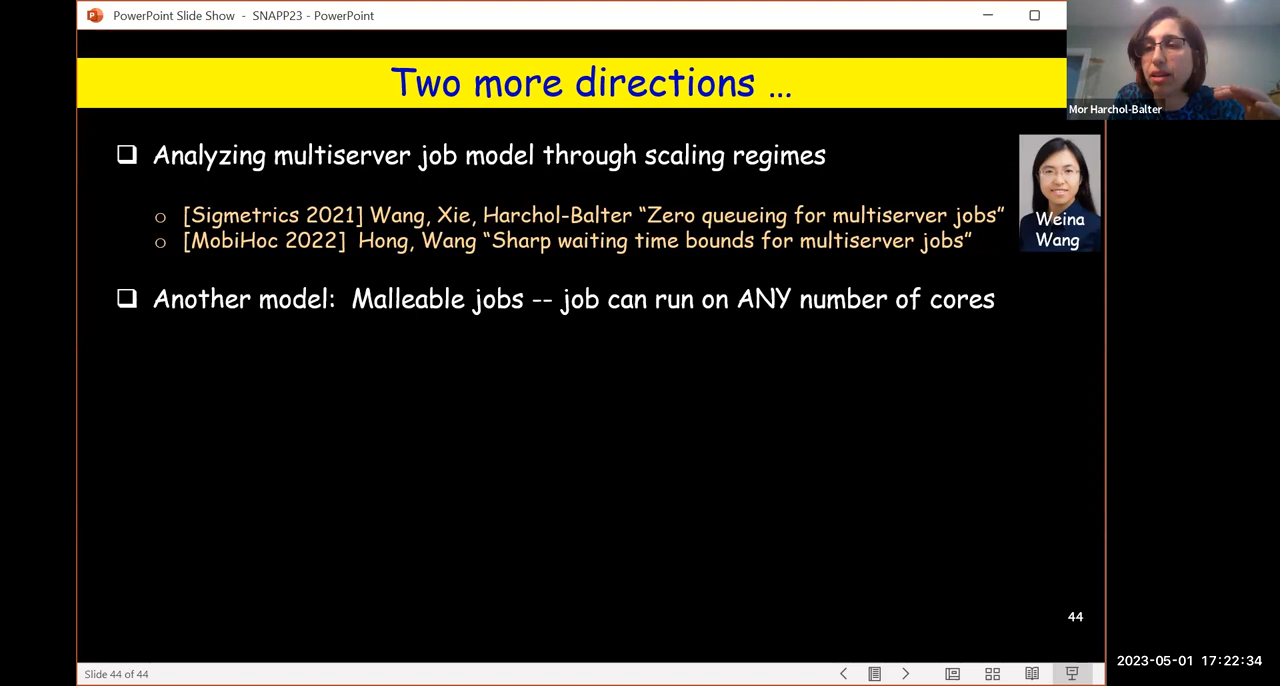 PowerPoint Slide Show - SNAPP23 - PowerPoint
Mor Harchol-Balter
Two more directions …
❑ Analyzing multiserver job model through scaling regimes
o [Sigmetrics 2021] Wang, Xie, Harchol-Balter “Zero queueing for multiserver jobs”
o [MobiHoc 2022] Hong, Wang “Sharp waiting time bounds for multiserver jobs”
Weina
Wang
❑ Another model: Malleable jobs -- job can run on ANY number of cores
44
2023-05-01 17:22:34
Slide 44 of 44